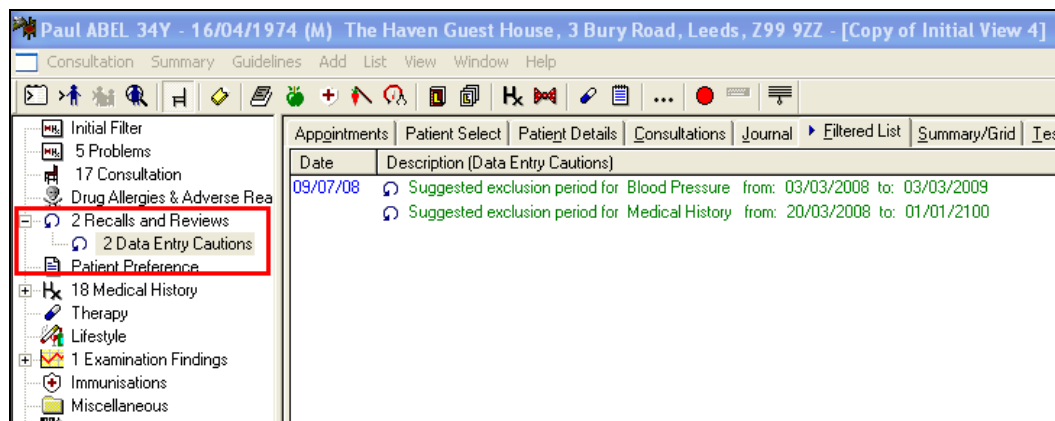 Paul ABEL 34Y - 16/04/1974 (M) The Haven Guest House, 3 Bury Road, Leeds, Z99 9ZZ - [Copy of Initial View 4]
Consultation Summary Guidelines Add List View Window Help
Initial Filter
5 Problems
17 Consultation
Drug Allergies & Adverse Rea
2 Recalls and Reviews
2 Data Entry Cautions
Patient Preference
18 Medical History
Therapy
Lifestyle
1 Examination Findings
Immunisations
Miscellaneous
Appointments Patient Select Patient Details Consultations Journal Filtered List Summary/Grid Tes
Date Description (Data Entry Cautions)
09/07/08 Suggested exclusion period for Blood Pressure from: 03/03/2008 to: 03/03/2009
Suggested exclusion period for Medical History from: 20/03/2008 to: 01/01/2100